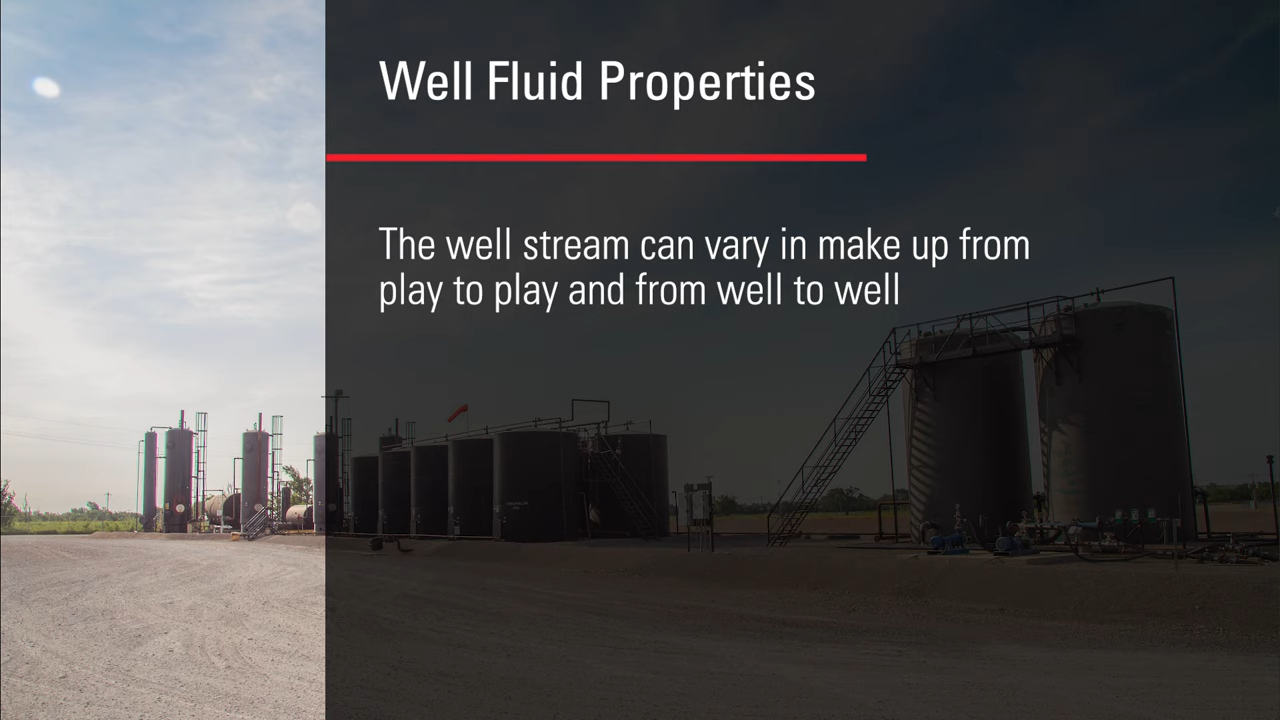 Well Fluid Properties
The well stream can vary in make up from
play to play and from well to well